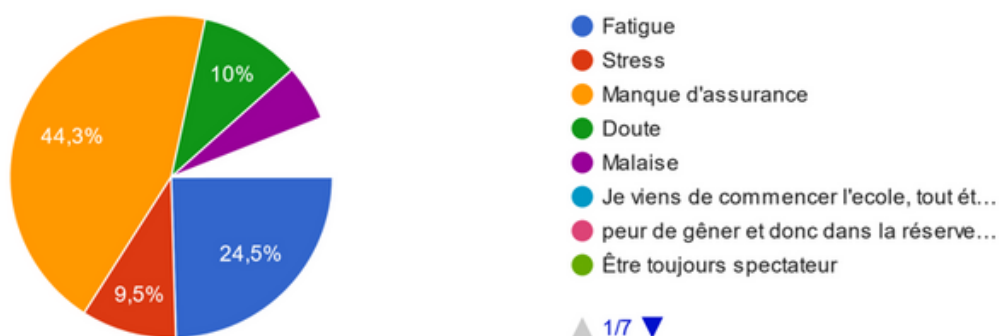 10%
44,3%
24,5%
9,5%
Fatigue
Stress
Manque d'assurance
Doute
Malaise
Je viens de commencer l'ecole, tout ét…
peur de gêner et donc dans la réserve…
Être toujours spectateur
1/7